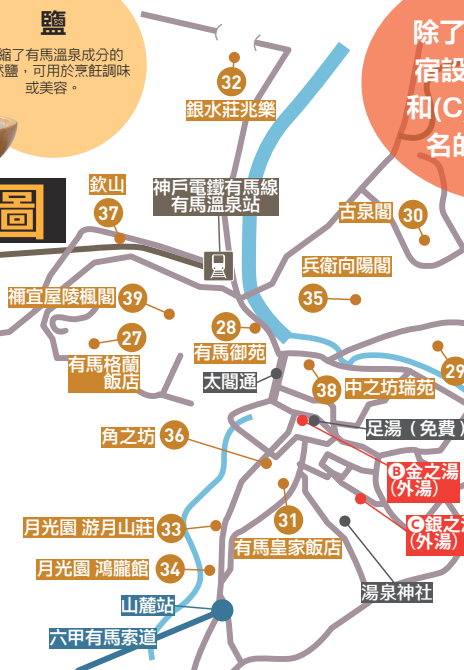 鹽
縮了有馬溫泉成分的
然鹽，可用於烹飪調味
或美容。
除了
宿設
和(C
名的
圖
32
銀水莊兆樂
欽山
37
神戶電鐵有馬線
有馬溫泉站
古泉閣 30
兵衛向陽閣
35
禰宜屋陵楓閣 39
27
有馬格蘭
飯店
28
有馬御苑
太閤通
29
38 中之坊瑞苑
足湯（免費）
角之坊 36
B金之湯
(外湯)
C銀之湯
(外湯)
31
有馬皇家飯店
月光園 游月山莊 33
月光園 鴻朧館 34
湯泉神社
山麓站
六甲有馬索道